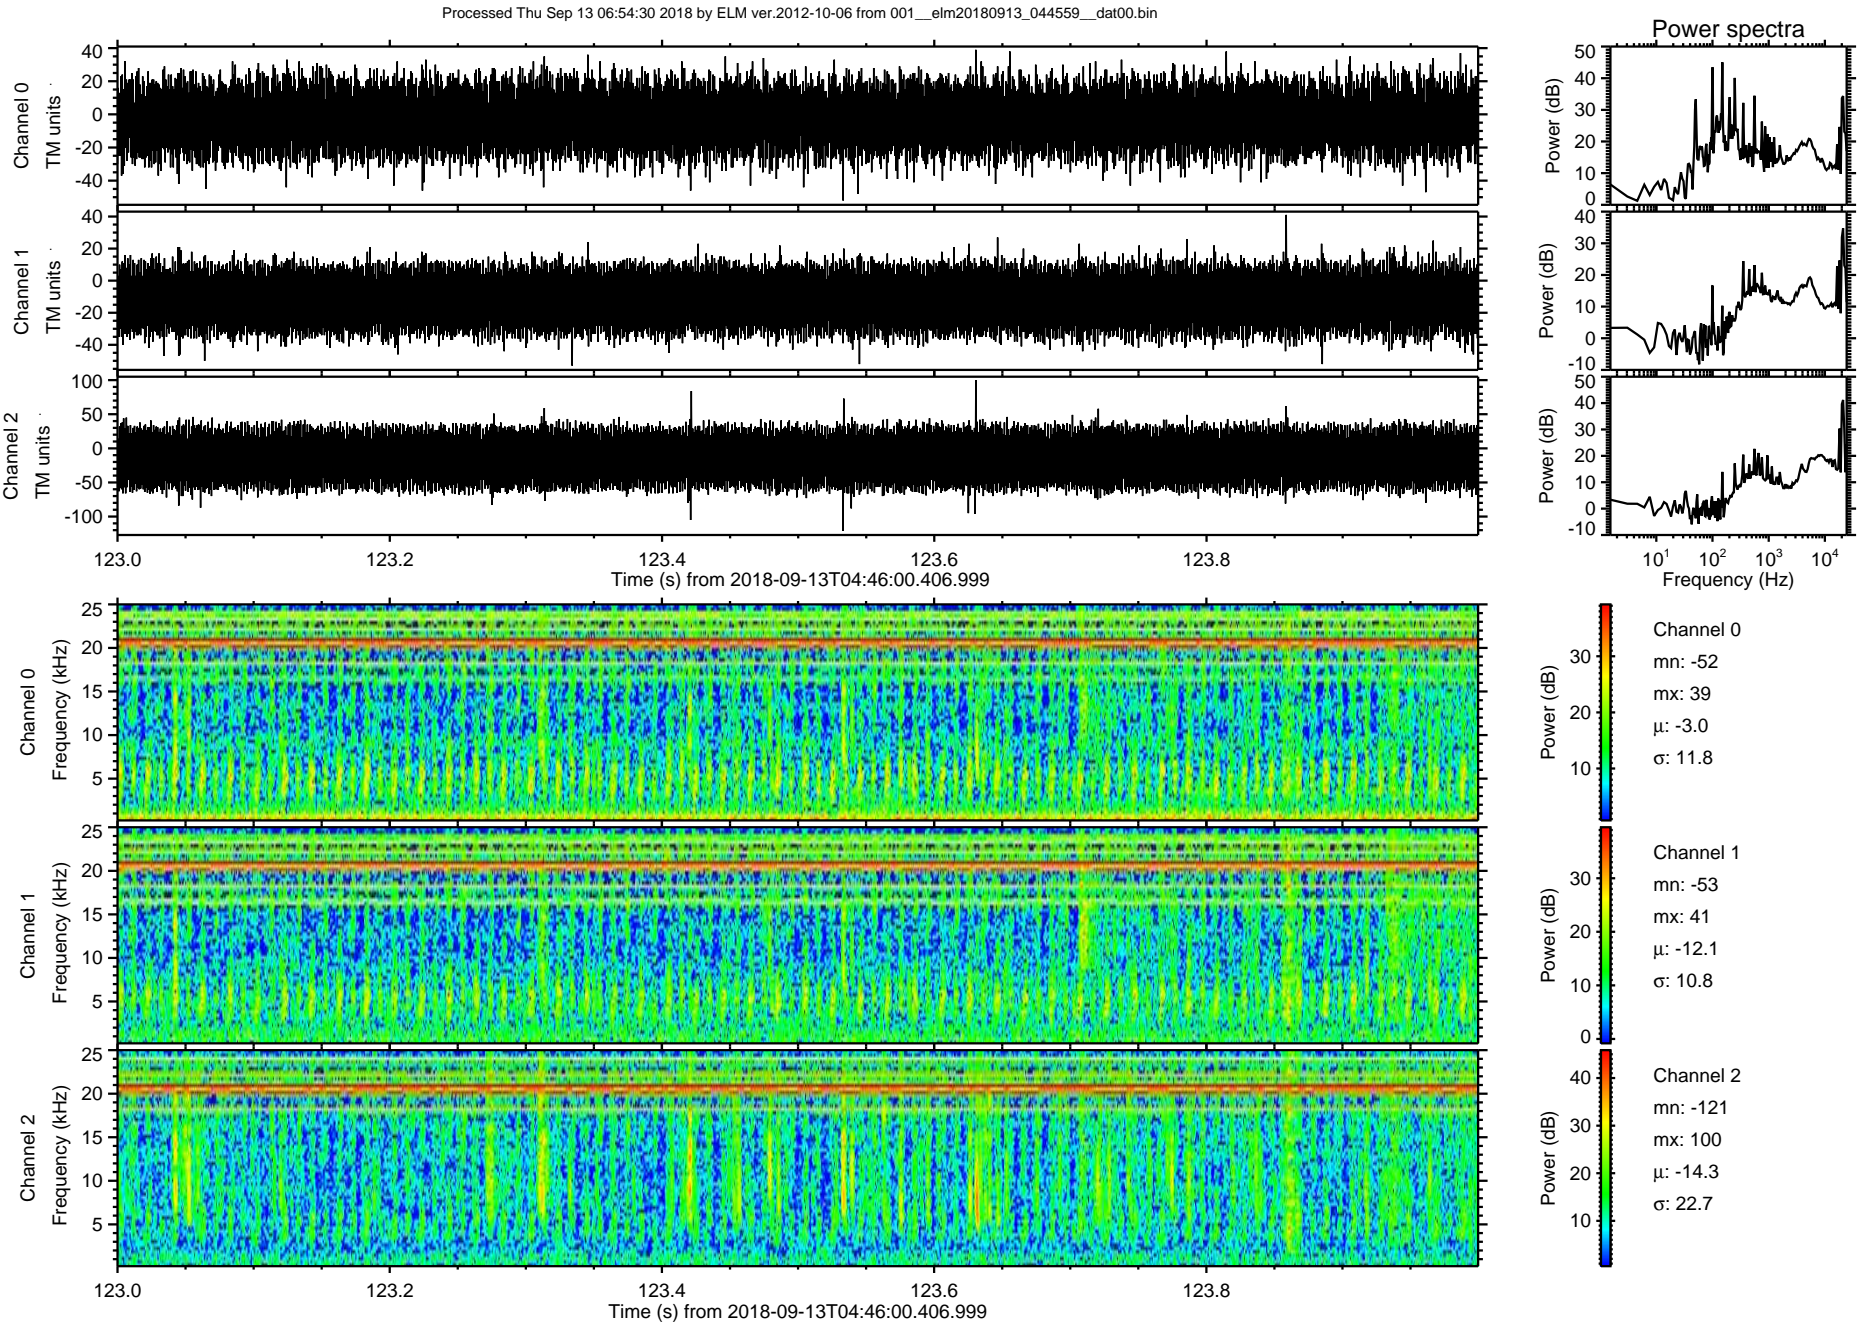 Processed Thu Sep 13 06:54:30 2018 by ELM ver.2012-10-06 from 001__elm20180913_044559__dat00.bin
Power spectra
Channel 0
TM units
40
20
0
-20
-40
Power (dB)
50
40
30
20
10
0
Channel 1
TM units
40
20
0
-20
-40
Power (dB)
40
30
20
10
0
-10
Channel 2
TM units
100
50
0
-50
-100
Power (dB)
50
40
30
20
10
0
-10
123.0 123.2 123.4 123.6 123.8
Time (s) from 2018-09-13T04:46:00.406.999
10^1 10^2 10^3 10^4
Frequency (Hz)
Channel 0
Frequency (kHz)
25
20
15
10
5
Power (dB)
30
20
10
Channel 0
mn: -52
mx: 39
μ: -3.0
σ: 11.8
Channel 1
Frequency (kHz)
25
20
15
10
5
Power (dB)
30
20
10
0
Channel 1
mn: -53
mx: 41
μ: -12.1
σ: 10.8
Channel 2
Frequency (kHz)
25
20
15
10
5
Power (dB)
40
30
20
10
Channel 2
mn: -121
mx: 100
μ: -14.3
σ: 22.7
123.0 123.2 123.4 123.6 123.8
Time (s) from 2018-09-13T04:46:00.406.999